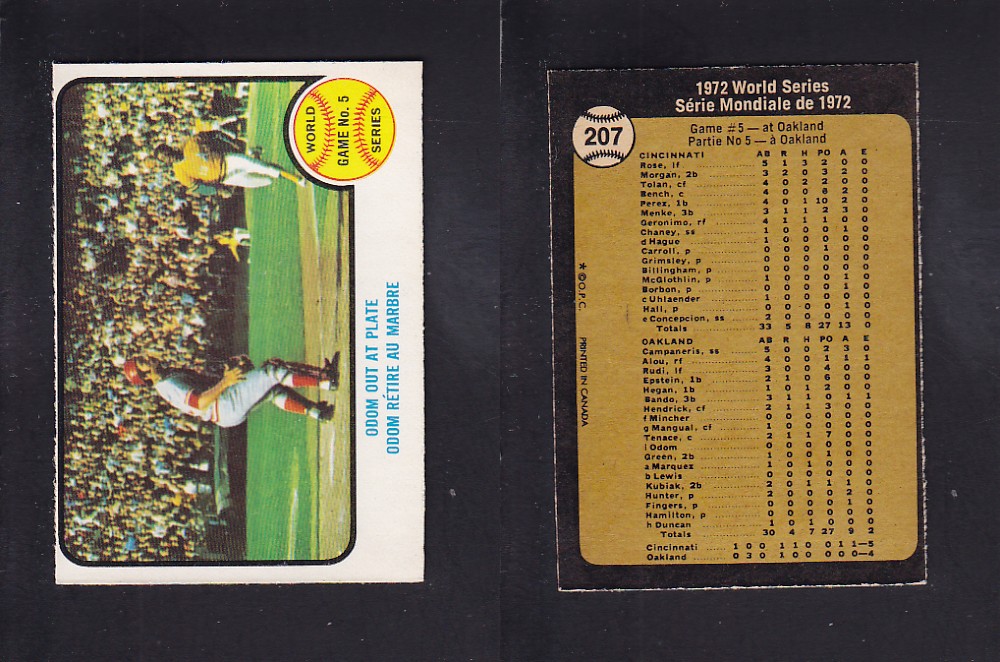 WORLD
GAME No. 5
SERIES
ODOM OUT AT PLATE
ODOM RÉTIRE AU MARBRE
1972 World Series
Série Mondiale de 1972
207
Game #5 — at Oakland
Partie No 5 — à Oakland
CINCINNATI AB R H PO A E
Rose, lf 5 1 3 2 0 0
Morgan, 2b 3 2 0 3 2 0
Tolan, cf 4 0 2 2 0 0
Bench, c 4 0 0 6 2 0
Perez, 1b 4 0 1 10 2 0
Menke, 3b 3 1 1 2 3 0
Geronimo, rf 4 1 1 1 0 0
Chaney, ss 1 0 0 0 1 0
d Hague 1 0 0 0 0 0
Carroll, p 0 0 0 1 0 0
Grimsley, p 0 0 0 0 0 0
Billingham, p 0 0 0 0 0 0
McGlothlin, p 1 0 0 0 1 0
Borbon, p 0 0 0 0 1 0
c Uhlaender 1 0 0 0 0 0
Hall, p 0 0 0 0 1 0
e Concepcion, ss 2 0 0 0 0 0
Totals 33 5 8 27 13 0
OAKLAND AB R H PO A E
Campaneris, ss 5 0 0 2 3 0
Alou, rf 4 0 0 1 1 1
Rudi, lf 3 0 0 4 0 0
Epstein, 1b 2 1 0 6 0 0
Hegan, 1b 1 0 1 2 0 0
Bando, 3b 3 1 1 0 1 1
Hendrick, cf 2 1 1 3 0 0
f Mincher 0 0 0 0 0 0
g Mangual, cf 1 0 1 0 0 0
Tenace, c 2 1 1 7 0 0
i Odom 0 0 0 0 0 0
Green, 2b 1 0 0 1 0 0
a Marquez 1 0 1 0 0 0
b Lewis 0 0 0 0 0 0
Kubiak, 2b 2 0 1 1 1 0
Hunter, p 2 0 0 0 2 0
Fingers, p 1 0 0 0 1 0
Hamilton, p 0 0 0 0 0 0
h Duncan 1 0 1 0 0 0
Totals 30 4 7 27 9 2
Cincinnati 1 0 0 1 1 0 0 1 1—5
Oakland 0 3 0 1 0 0 0 0 0—4
* © O.P.C. PRINTED IN CANADA